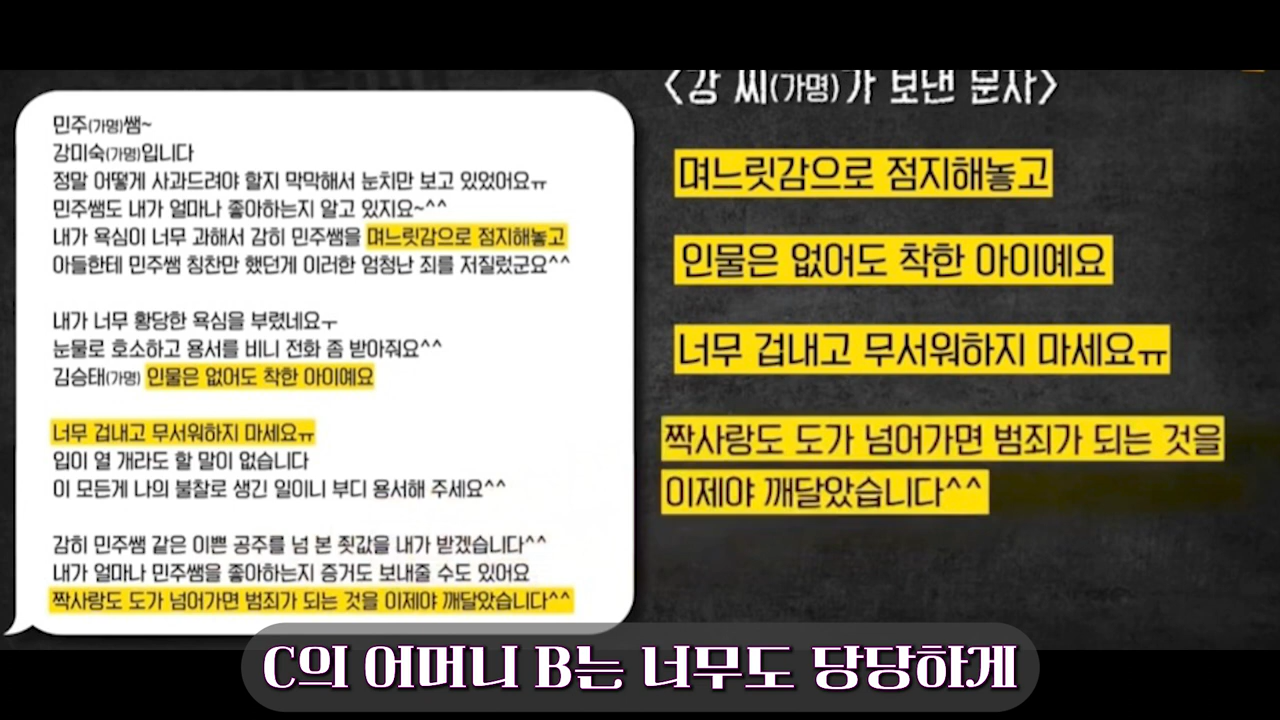 민주(가명)쌤~
강미숙(가명)입니다
정말 어떻게 사과드려야 할지 막막해서 눈치만 보고 있었어요ㅠ
민주쌤도 내가 얼마나 좋아하는지 알고 있지요~^^
내가 욕심이 너무 과해서 감히 민주쌤을 며느릿감으로 점지해놓고
아들한테 민주쌤 칭찬만 했던게 이러한 엄청난 죄를 저질렀군요^^
내가 너무 황당한 욕심을 부렸네요ㅜ
눈물로 호소하고 용서를 비니 전화 좀 받아줘요^^
김승태(가명) 인물은 없어도 착한 아이예요
너무 겁내고 무서워하지 마세요ㅠ
입이 열 개라도 할 말이 없습니다
이 모든게 나의 불찰로 생긴 일이니 부디 용서해 주세요^^
감히 민주쌤 같은 이쁜 공주를 넘 본 죗값을 내가 받겠습니다^^
내가 얼마나 민주쌤을 좋아하는지 증거도 보내줄 수도 있어요
짝사랑도 도가 넘어가면 범죄가 되는 것을 이제야 깨달았습니다^^
<강 씨(가명)가 보낸 문자>
며느릿감으로 점지해놓고
인물은 없어도 착한 아이예요
너무 겁내고 무서워하지 마세요ㅠ
짝사랑도 도가 넘어가면 범죄가 되는 것을
이제야 깨달았습니다^^
C의 어머니 B는 너무도 당당하게